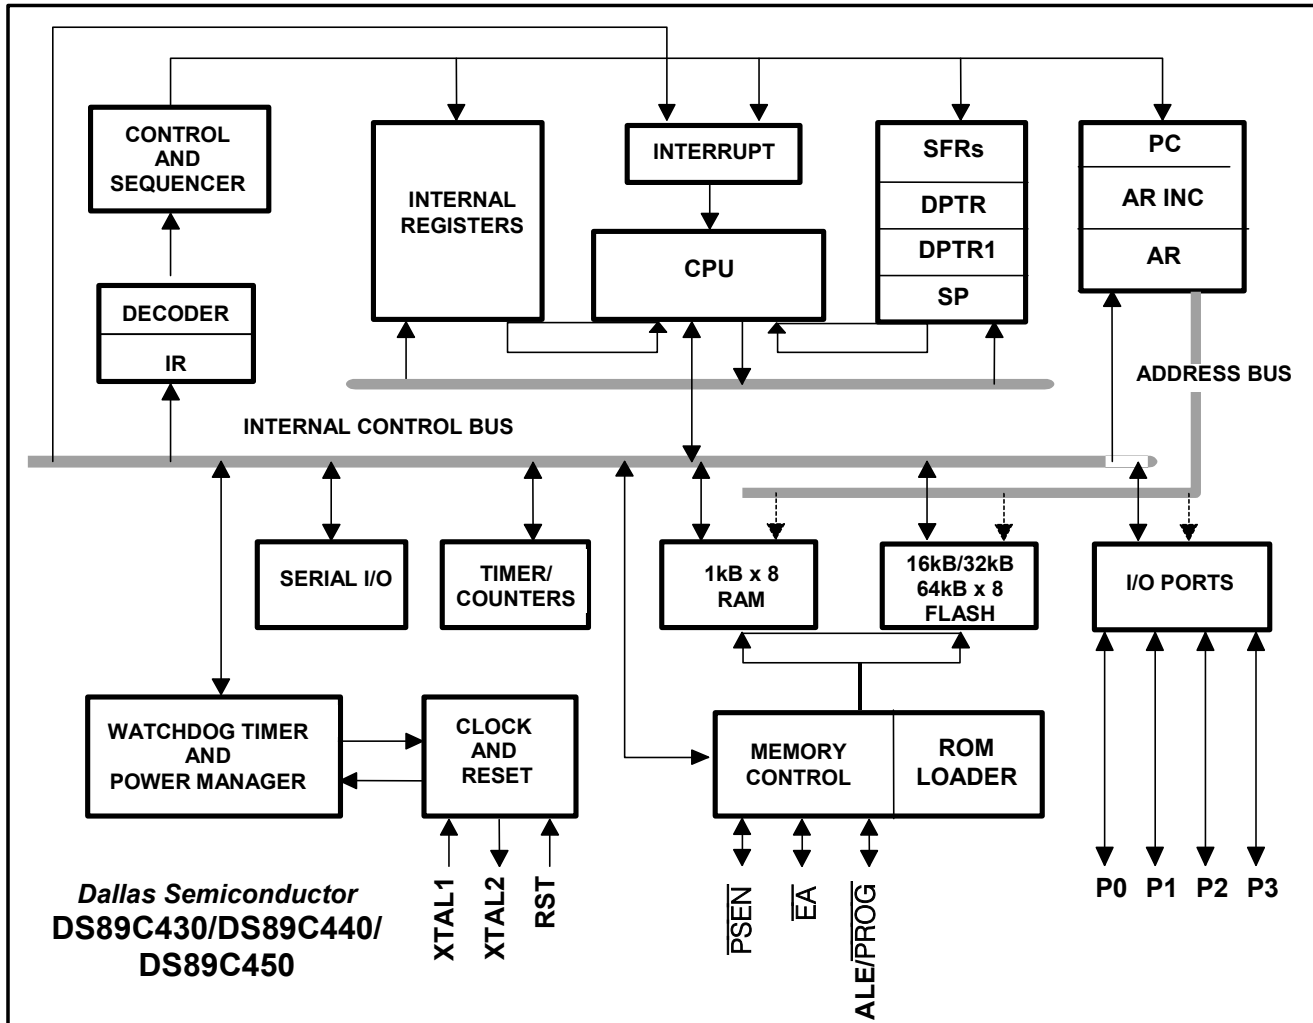 CONTROL
AND
SEQUENCER
INTERNAL
REGISTERS
INTERRUPT
CPU
SFRs
DPTR
DPTR1
SP
PC
AR INC
AR
DECODER
IR
ADDRESS BUS
INTERNAL CONTROL BUS
SERIAL I/O
TIMER/
COUNTERS
1kB x 8
RAM
16kB/32kB
64kB x 8
FLASH
I/O PORTS
WATCHDOG TIMER
AND
POWER MANAGER
CLOCK
AND
RESET
MEMORY
CONTROL
ROM
LOADER
XTAL1
XTAL2
RST
PSEN
EA
ALE/PROG
P0
P1
P2
P3
Dallas Semiconductor
DS89C430/DS89C440/
DS89C450